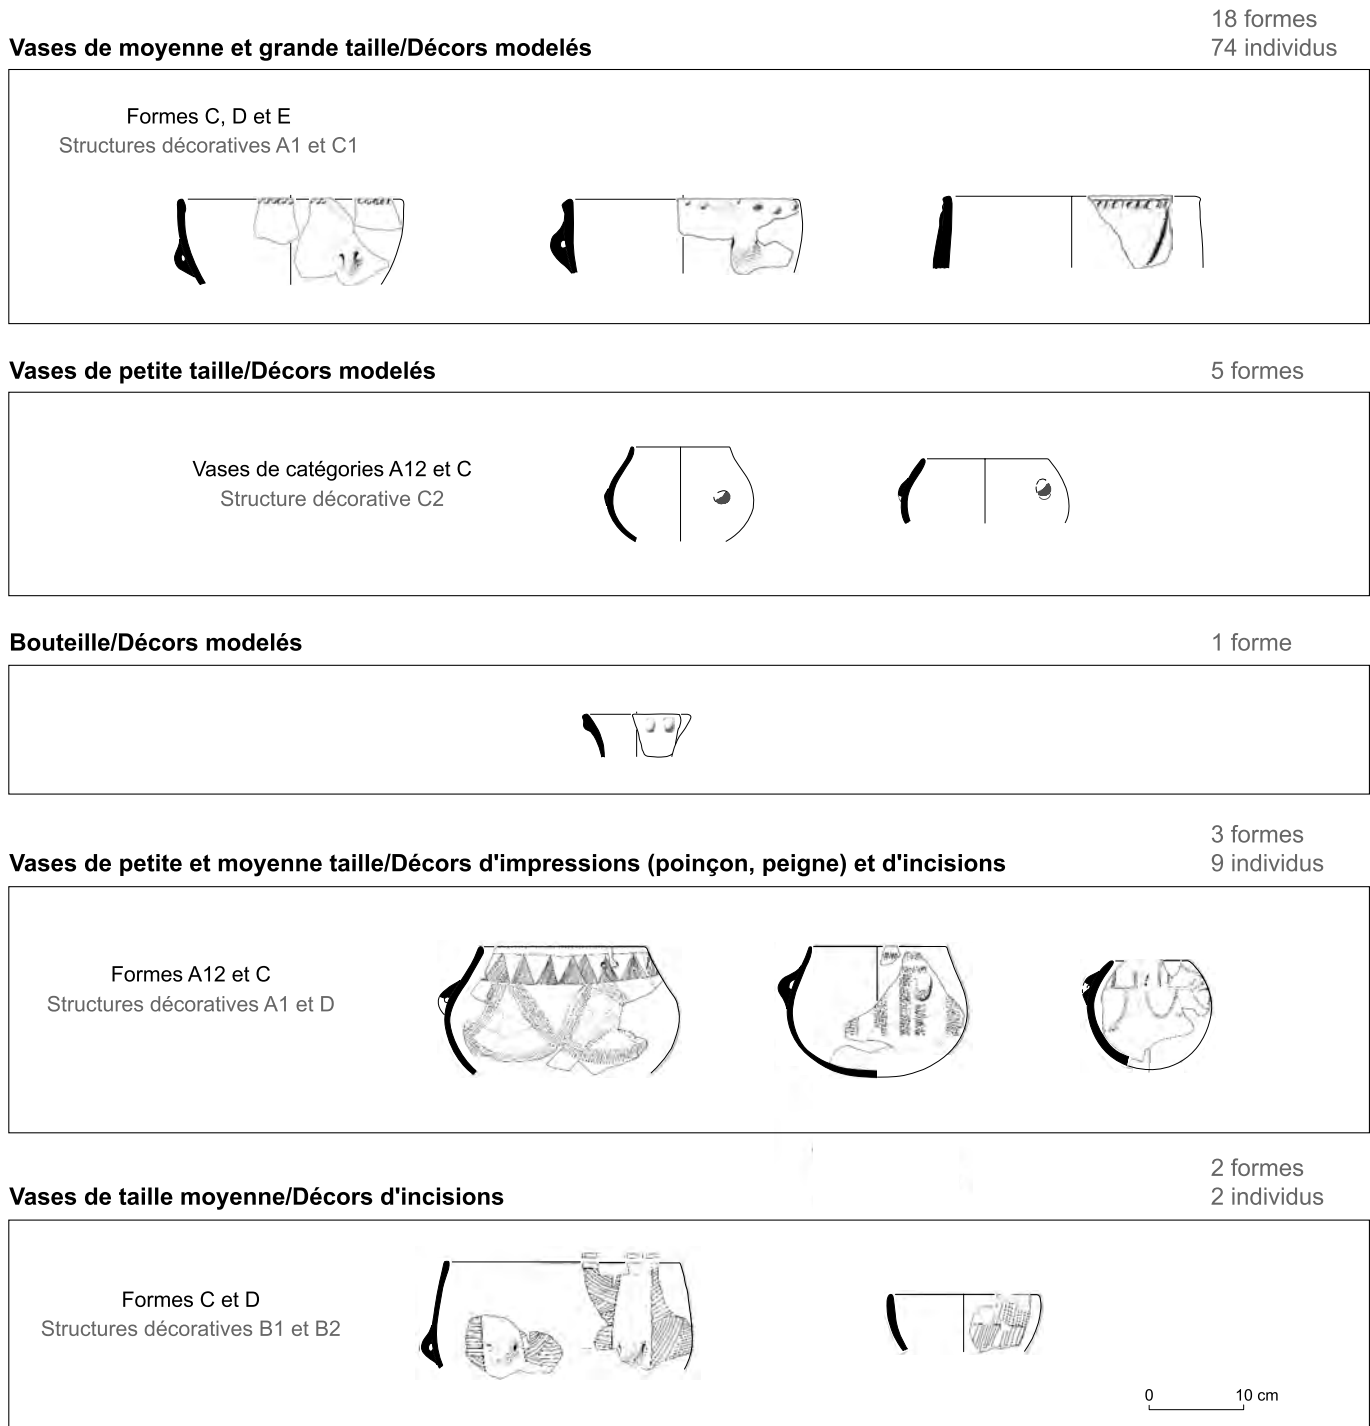 18 formes
Vases de moyenne et grande taille/Décors modelés
74 individus
Formes C, D et E
Structures décoratives A1 et C1
Vases de petite taille/Décors modelés
5 formes
Vases de catégories A12 et C
Structure décorative C2
Bouteille/Décors modelés
1 forme
3 formes
Vases de petite et moyenne taille/Décors d'impressions (poinçon, peigne) et d'incisions
9 individus
Formes A12 et C
Structures décoratives A1 et D
2 formes
Vases de taille moyenne/Décors d'incisions
2 individus
Formes C et D
Structures décoratives B1 et B2
0 10 cm